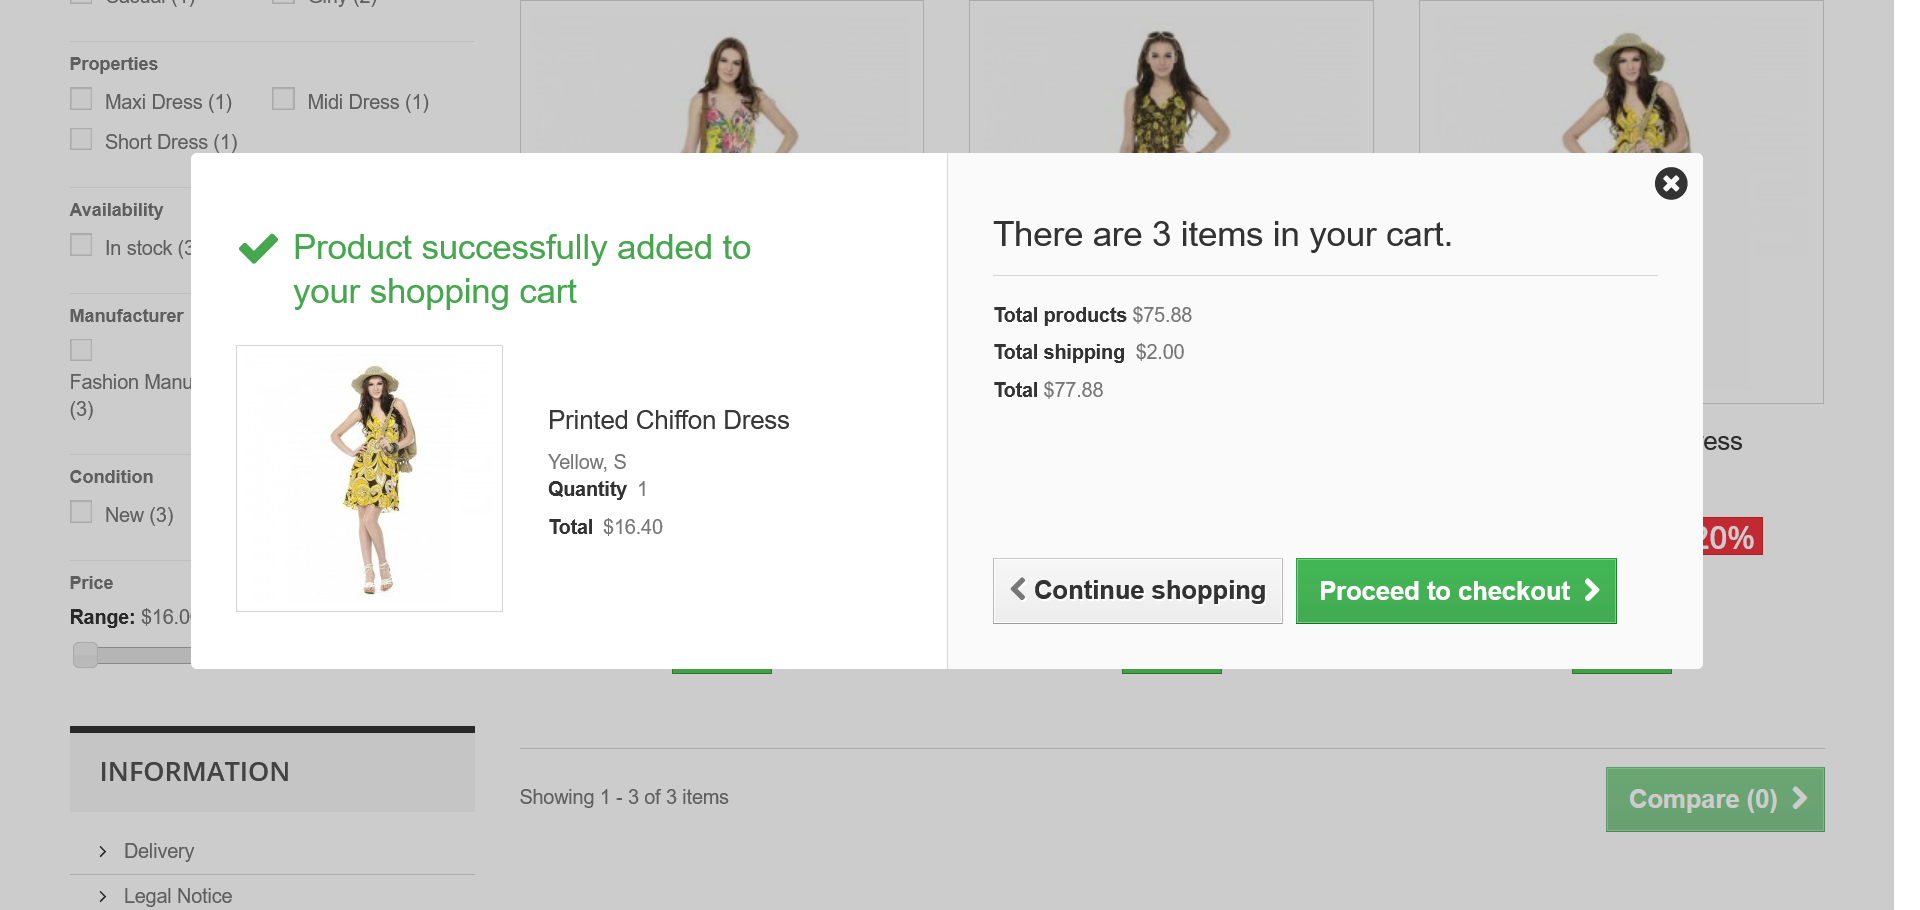 Properties
Maxi Dress (1)
Midi Dress (1)
Short Dress (1)
Availability
In stock (3
Manufacturer
Fashion Manu
(3)
Condition
New (3)
Price
Range: $16.0
Product successfully added to
your shopping cart
Printed Chiffon Dress
Yellow, S
Quantity 1
Total $16.40
There are 3 items in your cart.
Total products $75.88
Total shipping $2.00
Total $77.88
Continue shopping
Proceed to checkout
ess
20%
INFORMATION
Delivery
Legal Notice
Showing 1 - 3 of 3 items
Compare (0)